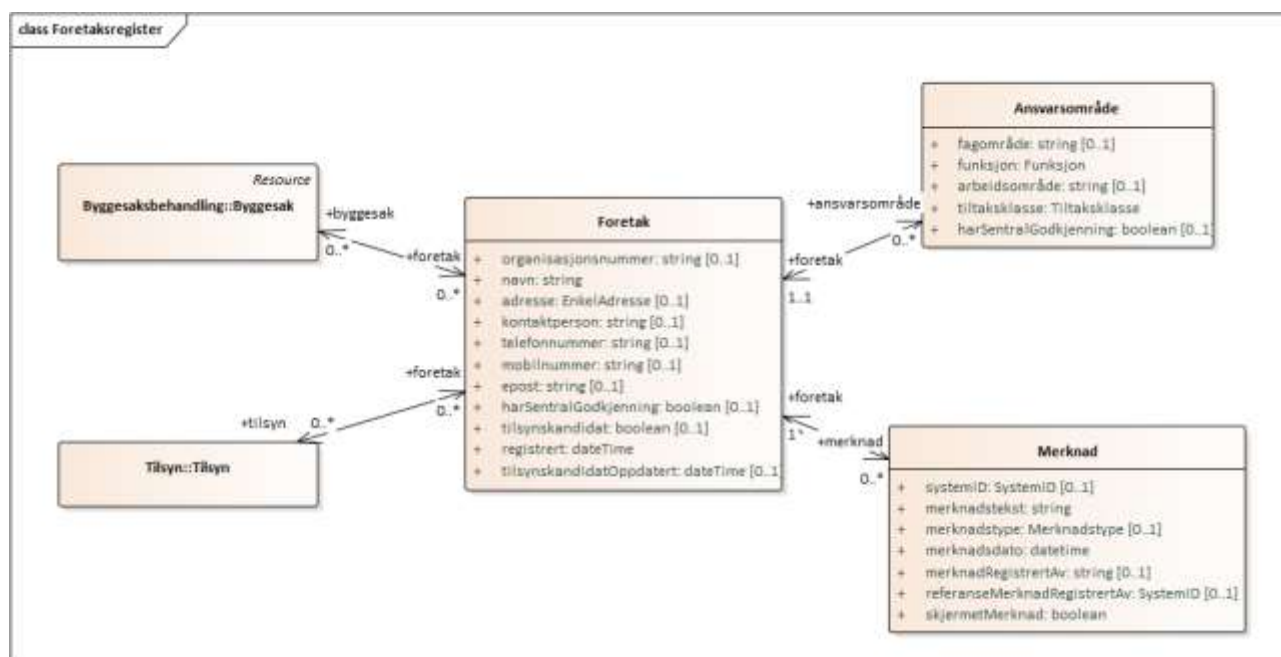 class Foretaksregister
Resource
Byggesaksbehandling::Byggesak
+byggesak
0..*
+foretak
0..*
Foretak
+ organisasjonsnummer: string [0..1]
+ navn: string
+ adresse: EnkelAdresse [0..1]
+ kontaktperson: string [0..1]
+ telefonnummer: string [0..1]
+ mobilnummer: string [0..1]
+ epost: string [0..1]
+ harSentralGodkjenning: boolean [0..1]
+ tilsynskandidat: boolean [0..1]
+ registrert: dateTime
+ tilsynskandidatOppdatert: dateTime [0..1
Ansvarsområde
+ fagområde: string [0..1]
+ funksjon: Funksjon
+ arbeidsområde: string [0..1]
+ tiltaksklasse: Tiltaksklasse
+ harSentralGodkjenning: boolean [0..1]
+ansvarsområde
0..*
+foretak
1..1
+foretak
0..*
+tilsyn
0..*
Tilsyn::Tilsyn
+foretak
1*
+merknad
0..*
Merknad
+ systemID: SystemID [0..1]
+ merknadstekst: string
+ merknadstype: Merknadstype [0..1]
+ merknadsdato: datetime
+ merknadRegistrertAv: string [0..1]
+ referanseMerknadRegistrertAv: SystemID [0..1]
+ skjermetMerknad: boolean